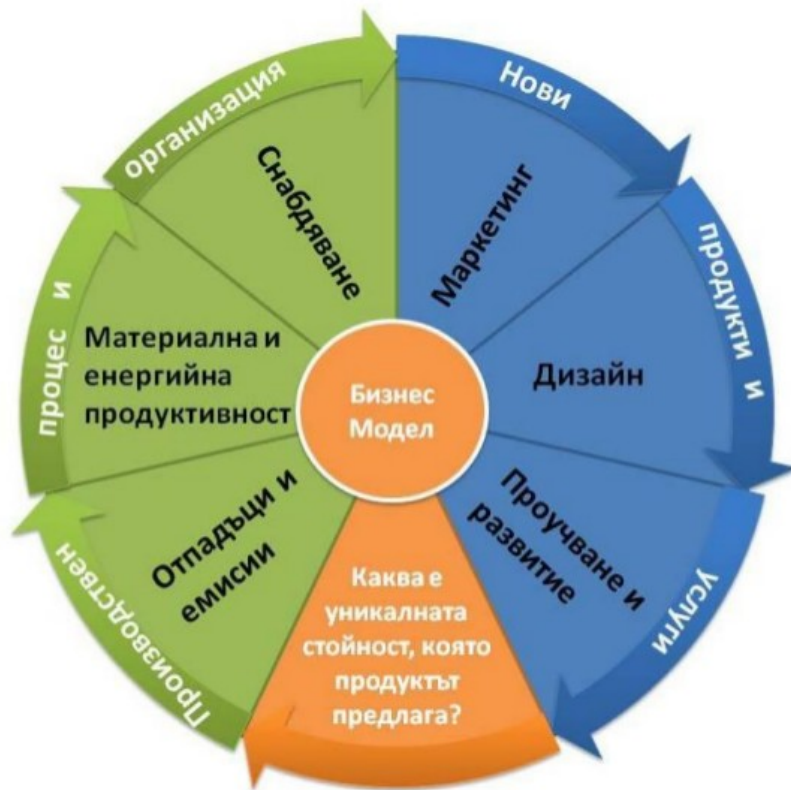 Нови
продукти и
услуги
Производствен
процес и
организация
Маркетинг
Дизайн
Проучване и
развитие
Каква е
уникалната
стойност, която
продуктът
предлага?
Отпадъци и
емисии
Материална и
енергийна
продуктивност
Снабдяване
Бизнес
Модел